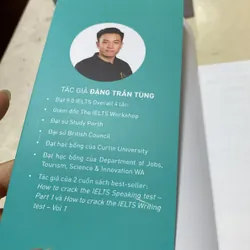 TÁC GIẢ ĐẶNG TRẦN TÙNG
• Đạt 9.0 IELTS Overall 4 lần
• Giám đốc The IELTS Workshop
• Đại sứ Study Perth
• Đại sứ British Council
• Đạt học bổng của Curtin University
• Đạt học bổng của Department of Jobs,
Tourism, Science & Innovation WA
• Tác giả của 2 cuốn sách best-seller:
How to crack the IELTS Speaking test –
Part 1 và How to crack the IELTS Writing
test – Vol 1